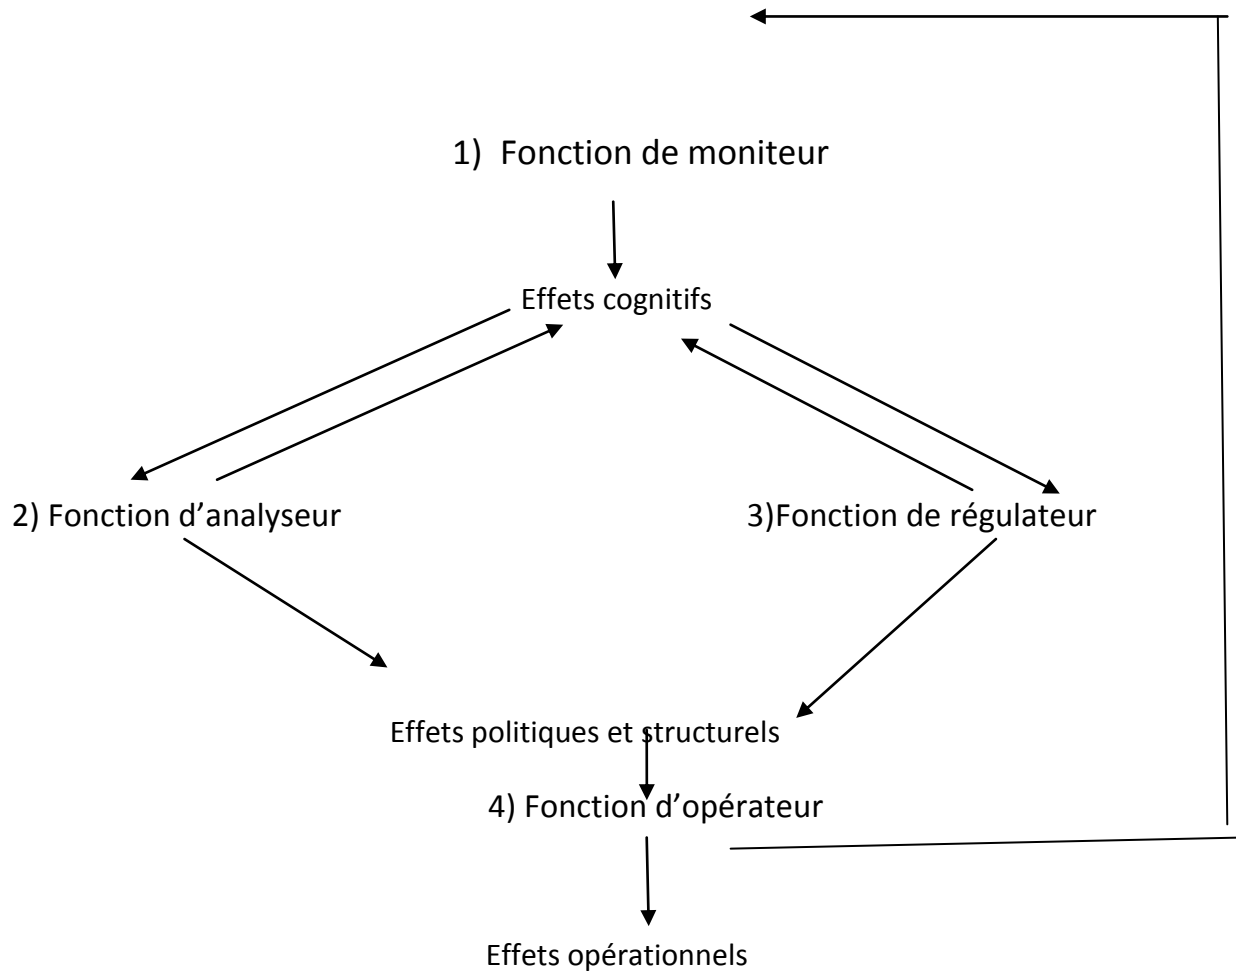 1) Fonction de moniteur
Effets cognitifs
2) Fonction d’analyseur
3)Fonction de régulateur
Effets politiques et structurels
4) Fonction d’opérateur
Effets opérationnels